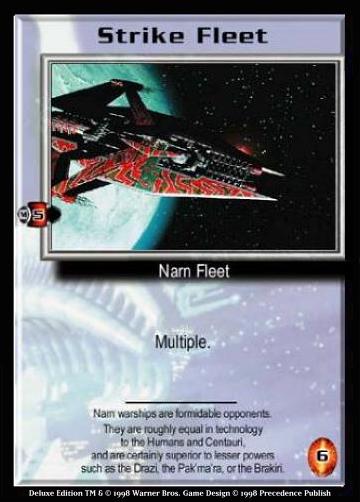 Strike Fleet
M 5
Narn Fleet
Multiple.
Narn warships are formidable opponents.
They are roughly equal in technology
to the Humans and Centauri,
and are certainly superior to lesser powers
such as the Drazi, the Pak'ma'ra, or the Brakiri.
6
Deluxe Edition TM & © 1998 Warner Bros. Game Design © 1998 Precedence Publish